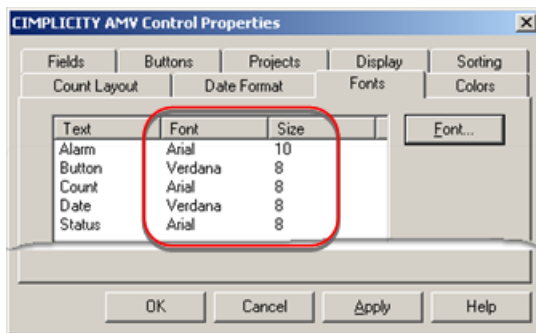 CIMPLICITY AMV Control Properties
Fields Buttons Projects Display Sorting
Count Layout Date Format Fonts Colors
Text Font Size Font...
Alarm Arial 10
Button Verdana 8
Count Arial 8
Date Verdana 8
Status Arial 8
OK Cancel Apply Help